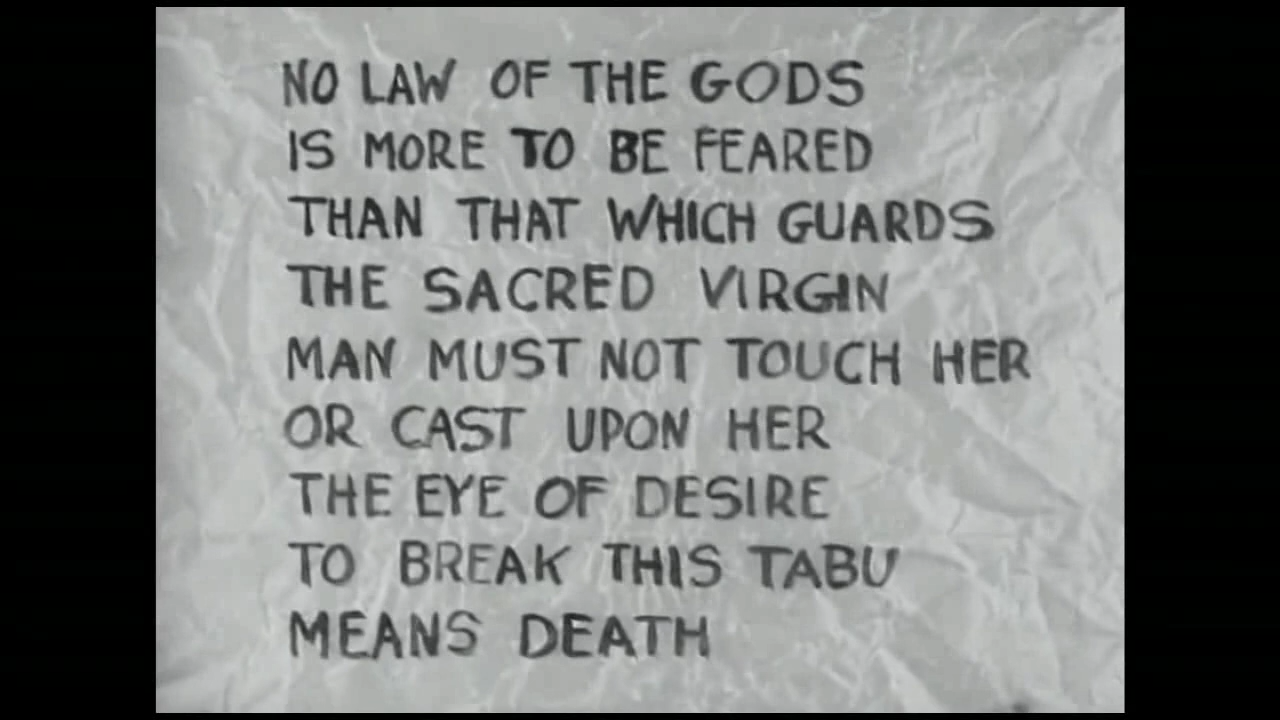 NO LAW OF THE GODS
IS MORE TO BE FEARED
THAN THAT WHICH GUARDS
THE SACRED VIRGIN
MAN MUST NOT TOUCH HER
OR CAST UPON HER
THE EYE OF DESIRE
TO BREAK THIS TABU
MEANS DEATH